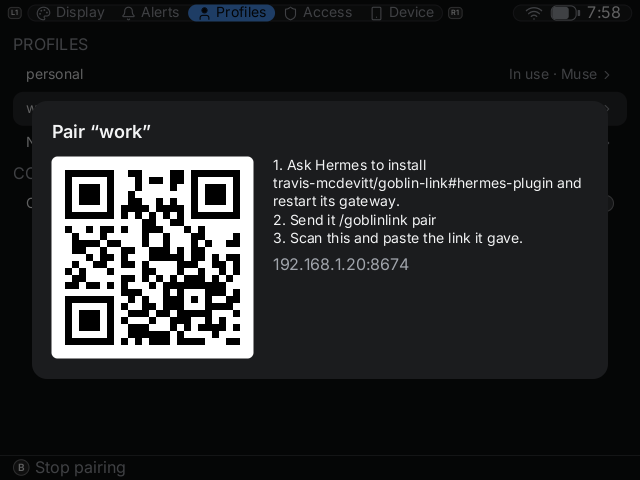 L1 Display Alerts Profiles Access Device R1 7:58
PROFILES
personal In use · Muse >
Pair “work”
1. Ask Hermes to install
travis-mcdevitt/goblin-link#hermes-plugin and
restart its gateway.
2. Send it /goblinlink pair
3. Scan this and paste the link it gave.
192.168.1.20:8674
B Stop pairing